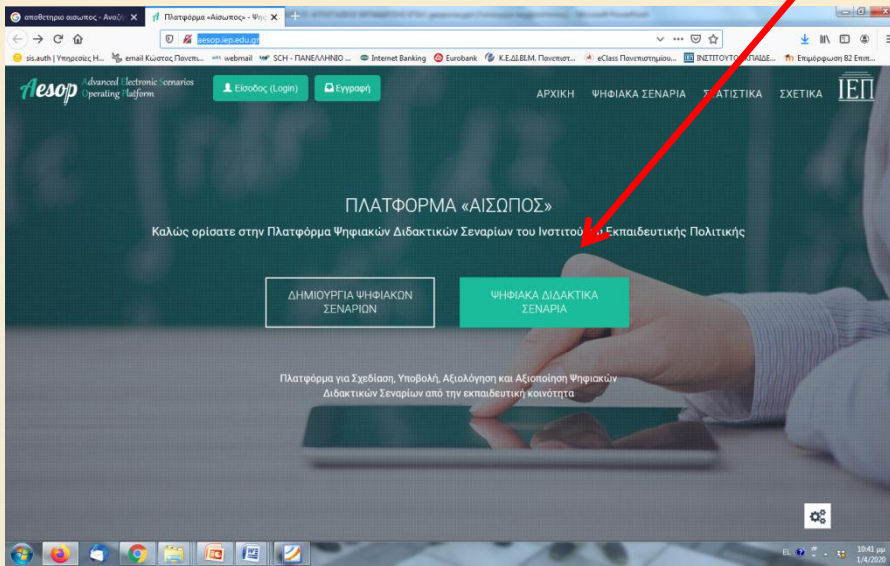 αποθετηριο αισωπος - Αναζή
Πλατφόρμα «Αίσωπος» - Ψηφ
aesop.iep.edu.gr
sis.auth | Υπηρεσίες Η...
email Κώστας Πανεπι...
webmail
SCH - ΠΑΝΕΛΛΗΝΙΟ ...
Internet Banking
Eurobank
Κ.Ε.ΔΙ.ΒΙ.Μ. Πανεπιστ...
eClass Πανεπιστημίου...
Επιμόρφωση Β2 Επιπ...
Aesop Advanced Electronic Scenarios
Operating Platform
Είσοδος (Login)
Εγγραφή
ΑΡΧΙΚΗ
ΨΗΦΙΑΚΑ ΣΕΝΑΡΙΑ
ΣΤΑΤΙΣΤΙΚΑ
ΣΧΕΤΙΚΑ
ΙΕΠ
ΠΛΑΤΦΟΡΜΑ «ΑΙΣΩΠΟΣ»
Καλώς ορίσατε στην Πλατφόρμα Ψηφιακών Διδακτικών Σεναρίων του Ινστιτούτου Εκπαιδευτικής Πολιτικής
ΔΗΜΙΟΥΡΓΙΑ ΨΗΦΙΑΚΩΝ
ΣΕΝΑΡΙΩΝ
ΨΗΦΙΑΚΑ ΔΙΔΑΚΤΙΚΑ
ΣΕΝΑΡΙΑ
Πλατφόρμα για Σχεδίαση, Υποβολή, Αξιολόγηση και Αξιοποίηση Ψηφιακών
Διδακτικών Σεναρίων από την εκπαιδευτική κοινότητα
EL
10:41 μμ
1/4/2020